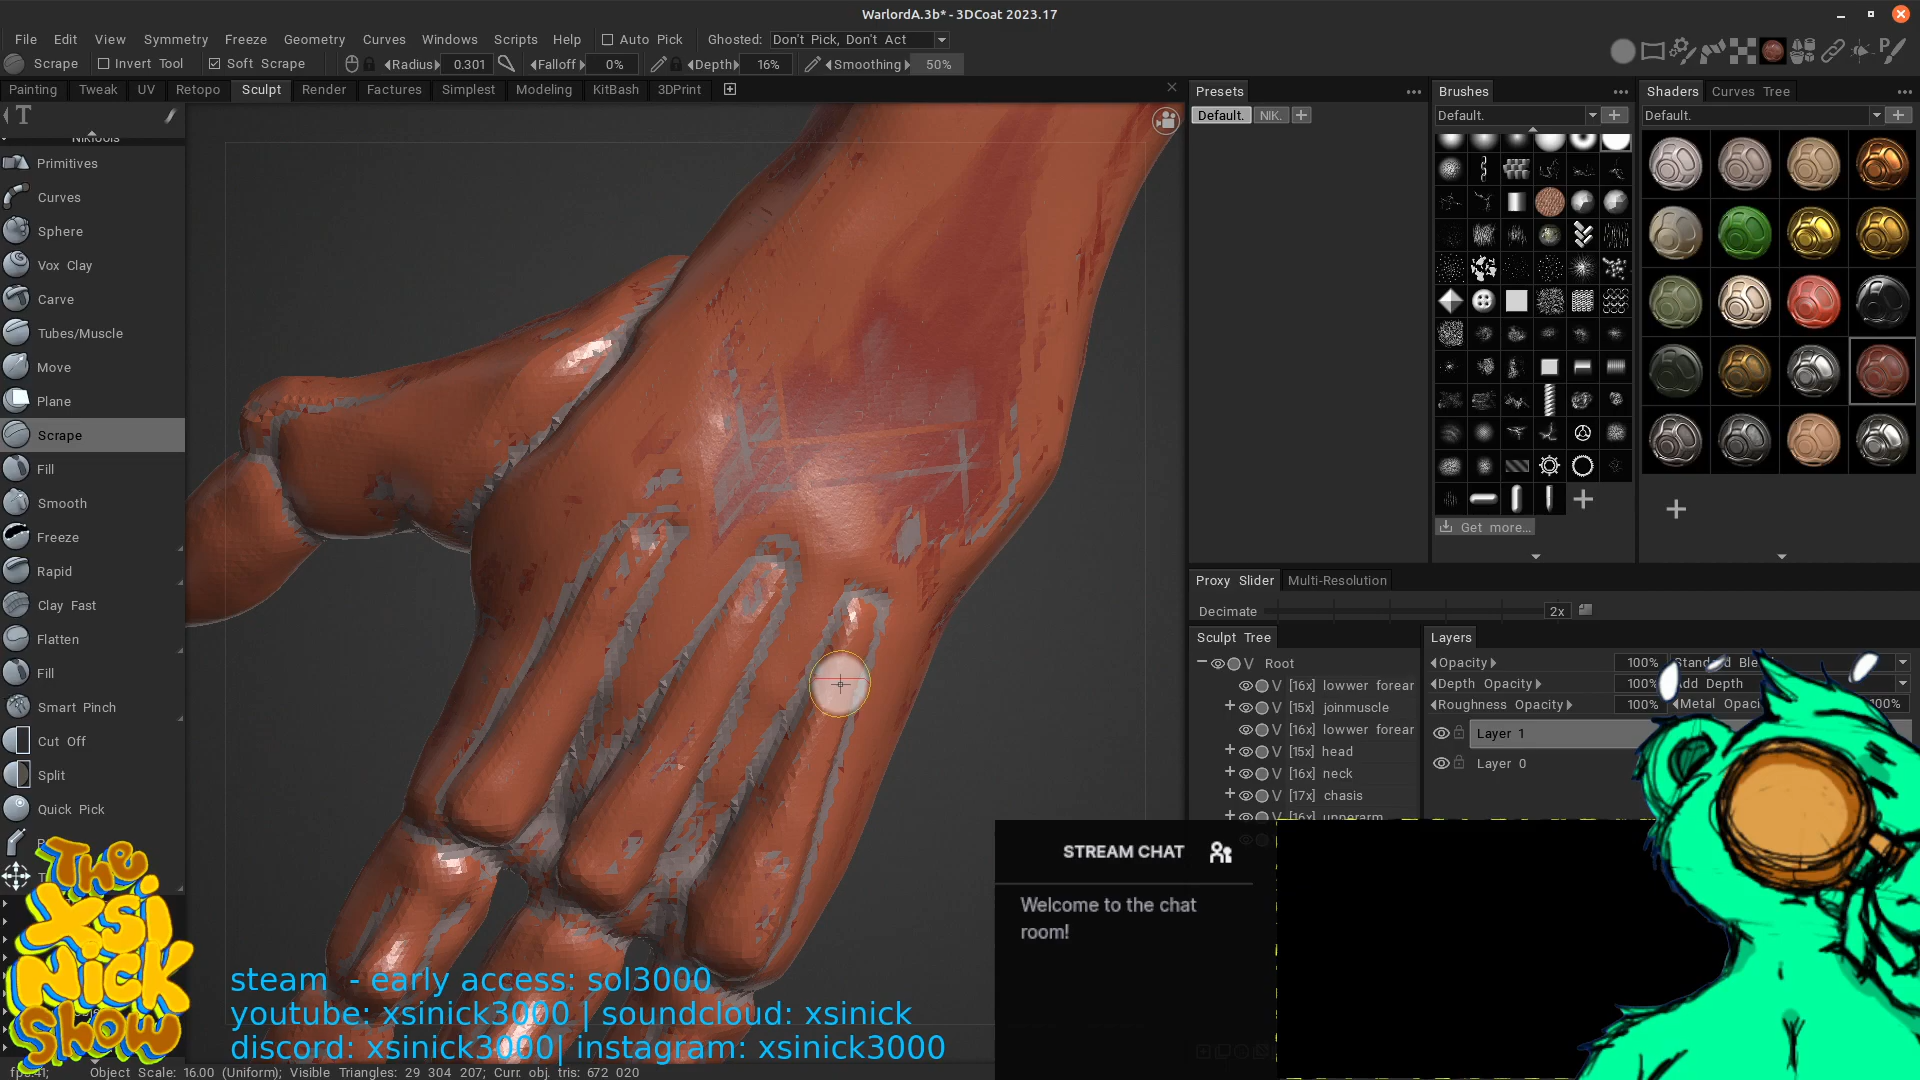 WarlordA.3b* - 3DCoat 2023.17
File Edit View Symmetry Freeze Geometry Curves Windows Scripts Help Auto Pick Ghosted: Don't Pick, Don't Act
Scrape Invert Tool Soft Scrape Radius 0.301 Falloff 0% Depth 16% Smoothing 50%
Painting Tweak UV Retopo Sculpt Render Factures Simplest Modeling KitBash 3DPrint
T
NikTools
Primitives
Curves
Sphere
Vox Clay
Carve
Tubes/Muscle
Move
Plane
Scrape
Fill
Smooth
Freeze
Rapid
Clay Fast
Flatten
Fill
Smart Pinch
Cut Off
Split
Quick Pick
Presets
Default. NIK.
Brushes
Default.
Get more...
Shaders Curves Tree
Default.
Proxy Slider Multi-Resolution
Decimate 2x
Sculpt Tree
V Root
V [16x] lowwer forear
V [15x] joinmuscle
V [16x] lowwer forear
V [15x] head
V [16x] neck
V [17x] chasis
V [16x] upperarm
Layers
Opacity 100%
Depth Opacity 100% Add Depth
Roughness Opacity 100% 100%
Layer 1
Layer 0
STREAM CHAT
Welcome to the chat
room!
The
Xsi
Nick
Show
steam - early access: sol3000
youtube: xsinick3000 | soundcloud: xsinick
discord: xsinick3000| instagram: xsinick3000
Object Scale: 16.00 (Uniform); Visible Triangles: 29 304 207; Curr. obj. tris: 672 020